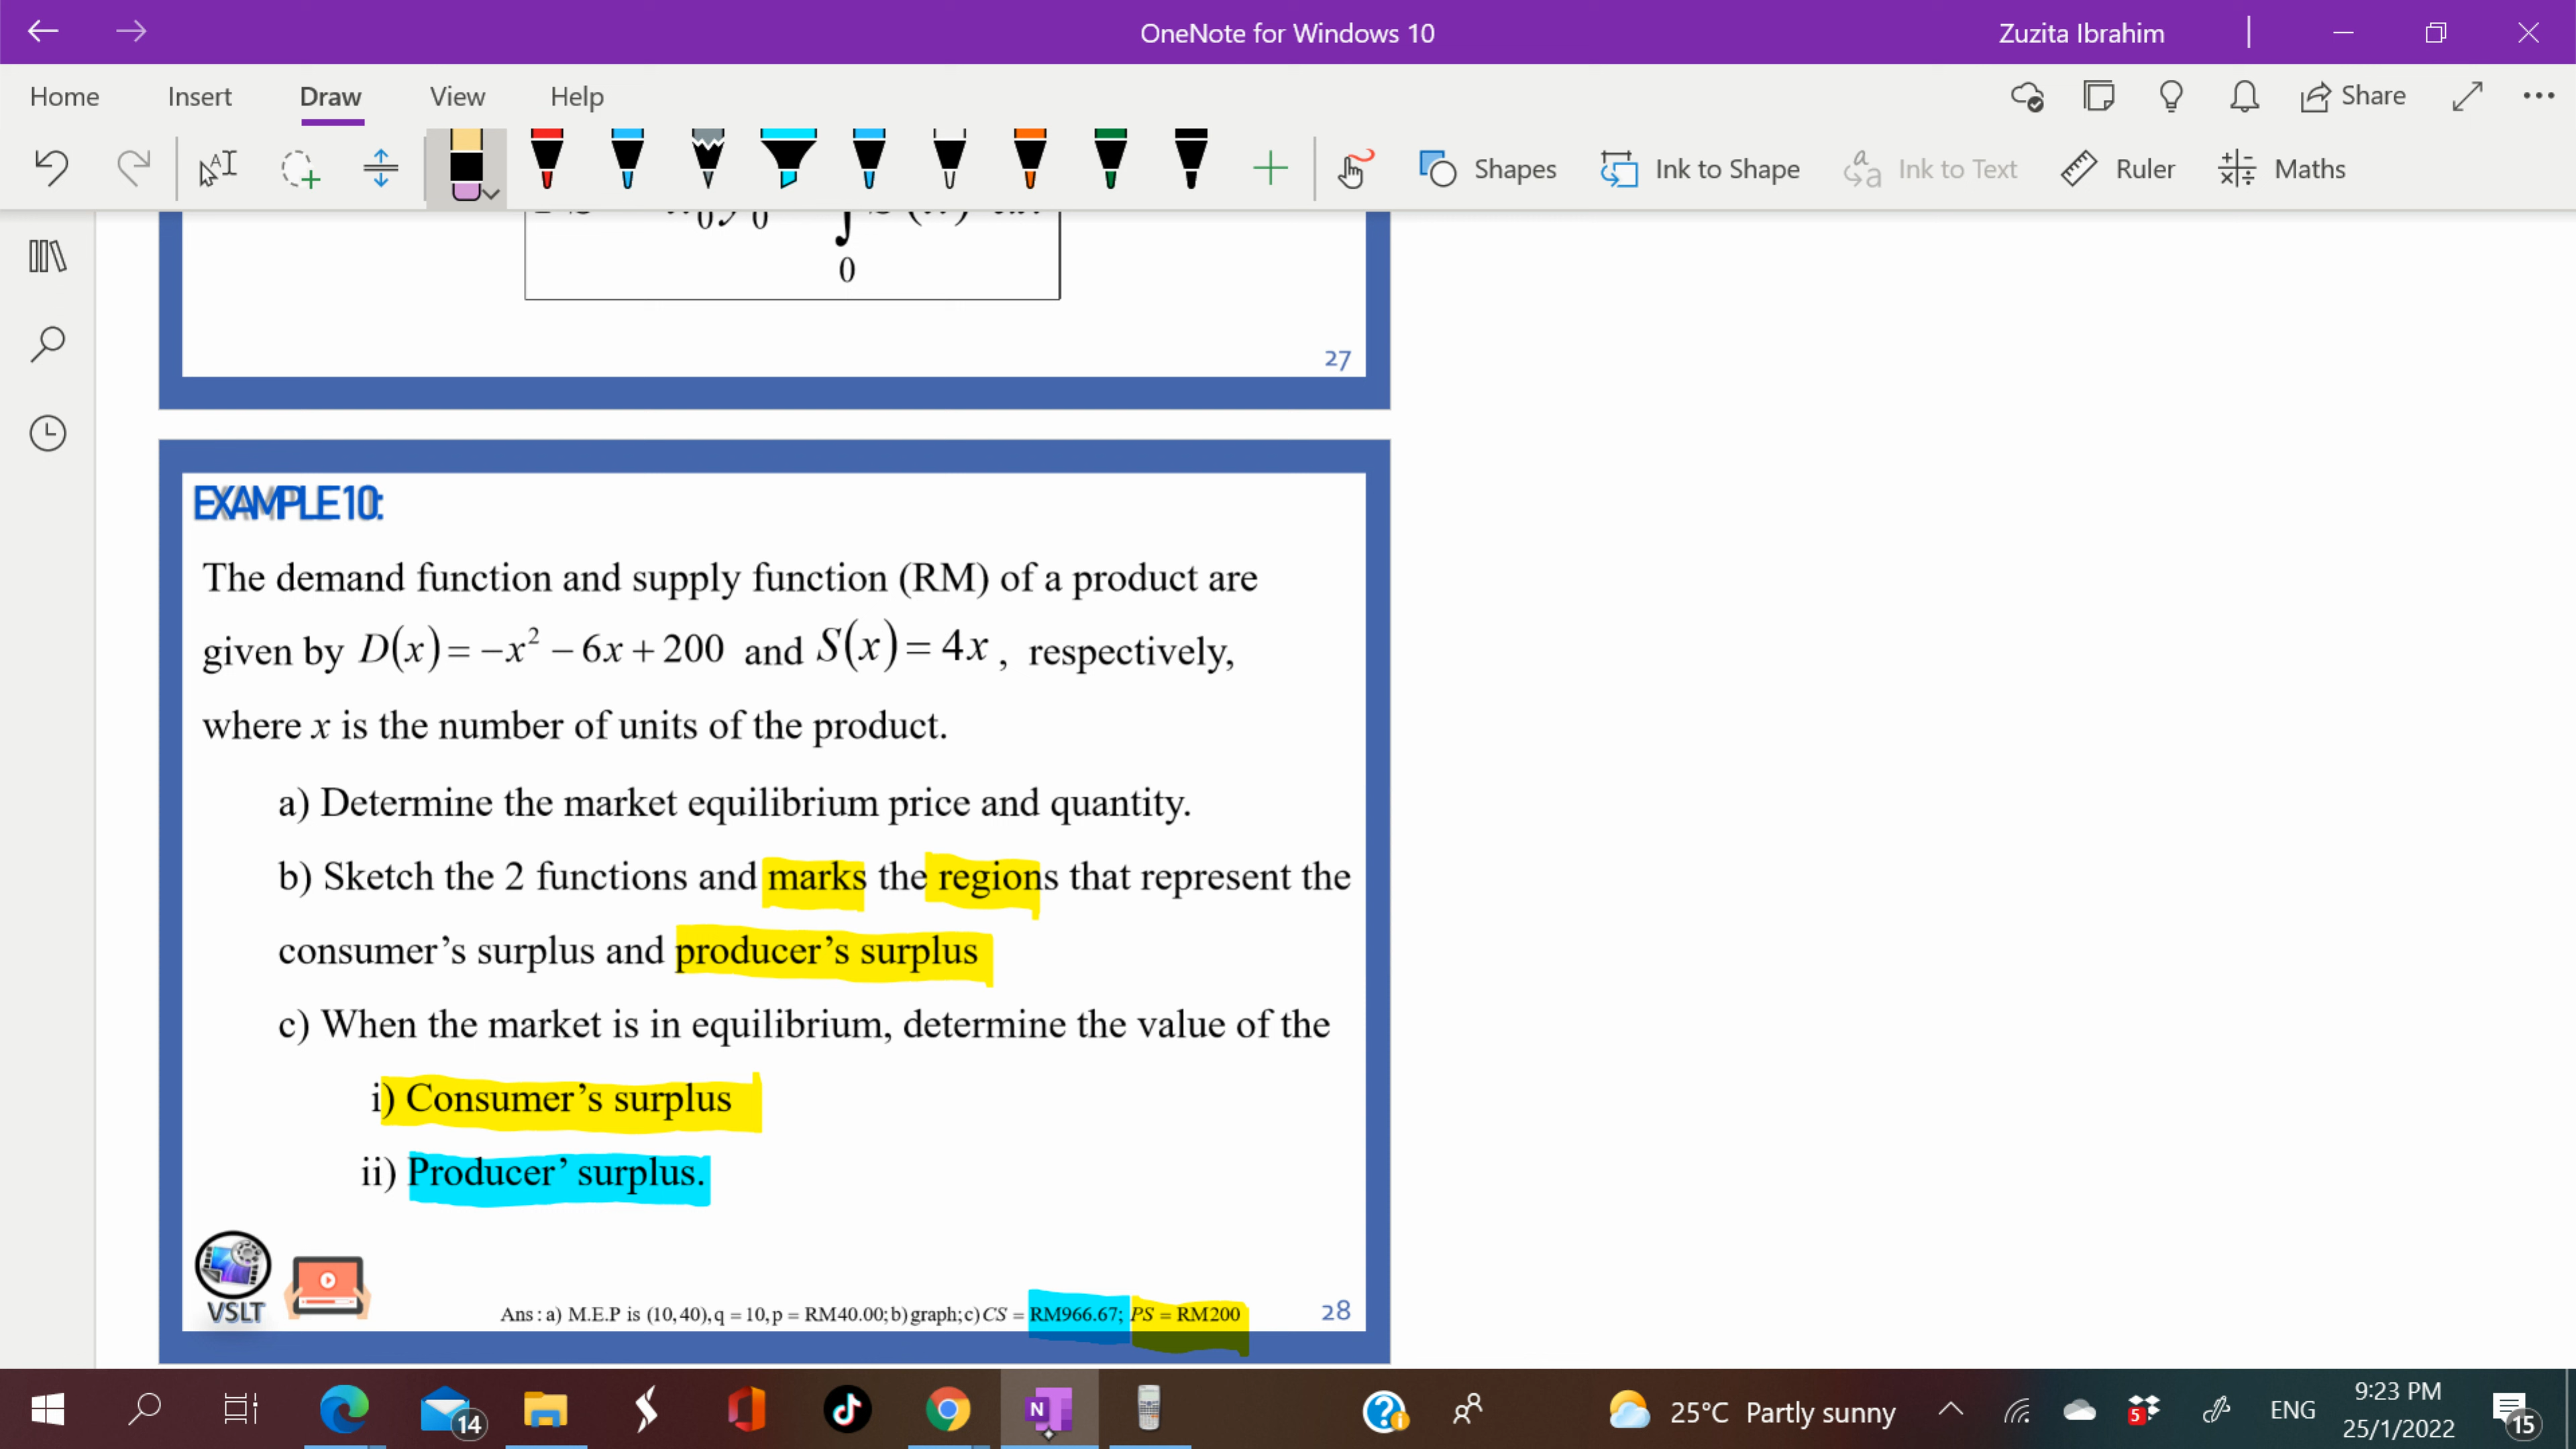 OneNote for Windows 10
Zuzita Ibrahim
Home Insert Draw View Help
Share
Shapes Ink to Shape Ink to Text Ruler Maths
0
27
EXAMPLE 10:
The demand function and supply function (RM) of a product are
given by D(x) = −x² − 6x + 200 and S(x) = 4x , respectively,
where x is the number of units of the product.
a) Determine the market equilibrium price and quantity.
b) Sketch the 2 functions and marks the regions that represent the
consumer’s surplus and producer’s surplus
c) When the market is in equilibrium, determine the value of the
i) Consumer’s surplus
ii) Producer’ surplus.
VSLT
Ans : a) M.E.P is (10, 40), q = 10, p = RM40.00; b) graph; c) CS = RM966.67; PS = RM200
28
14
N
25°C Partly sunny
5
ENG
9:23 PM
25/1/2022
15